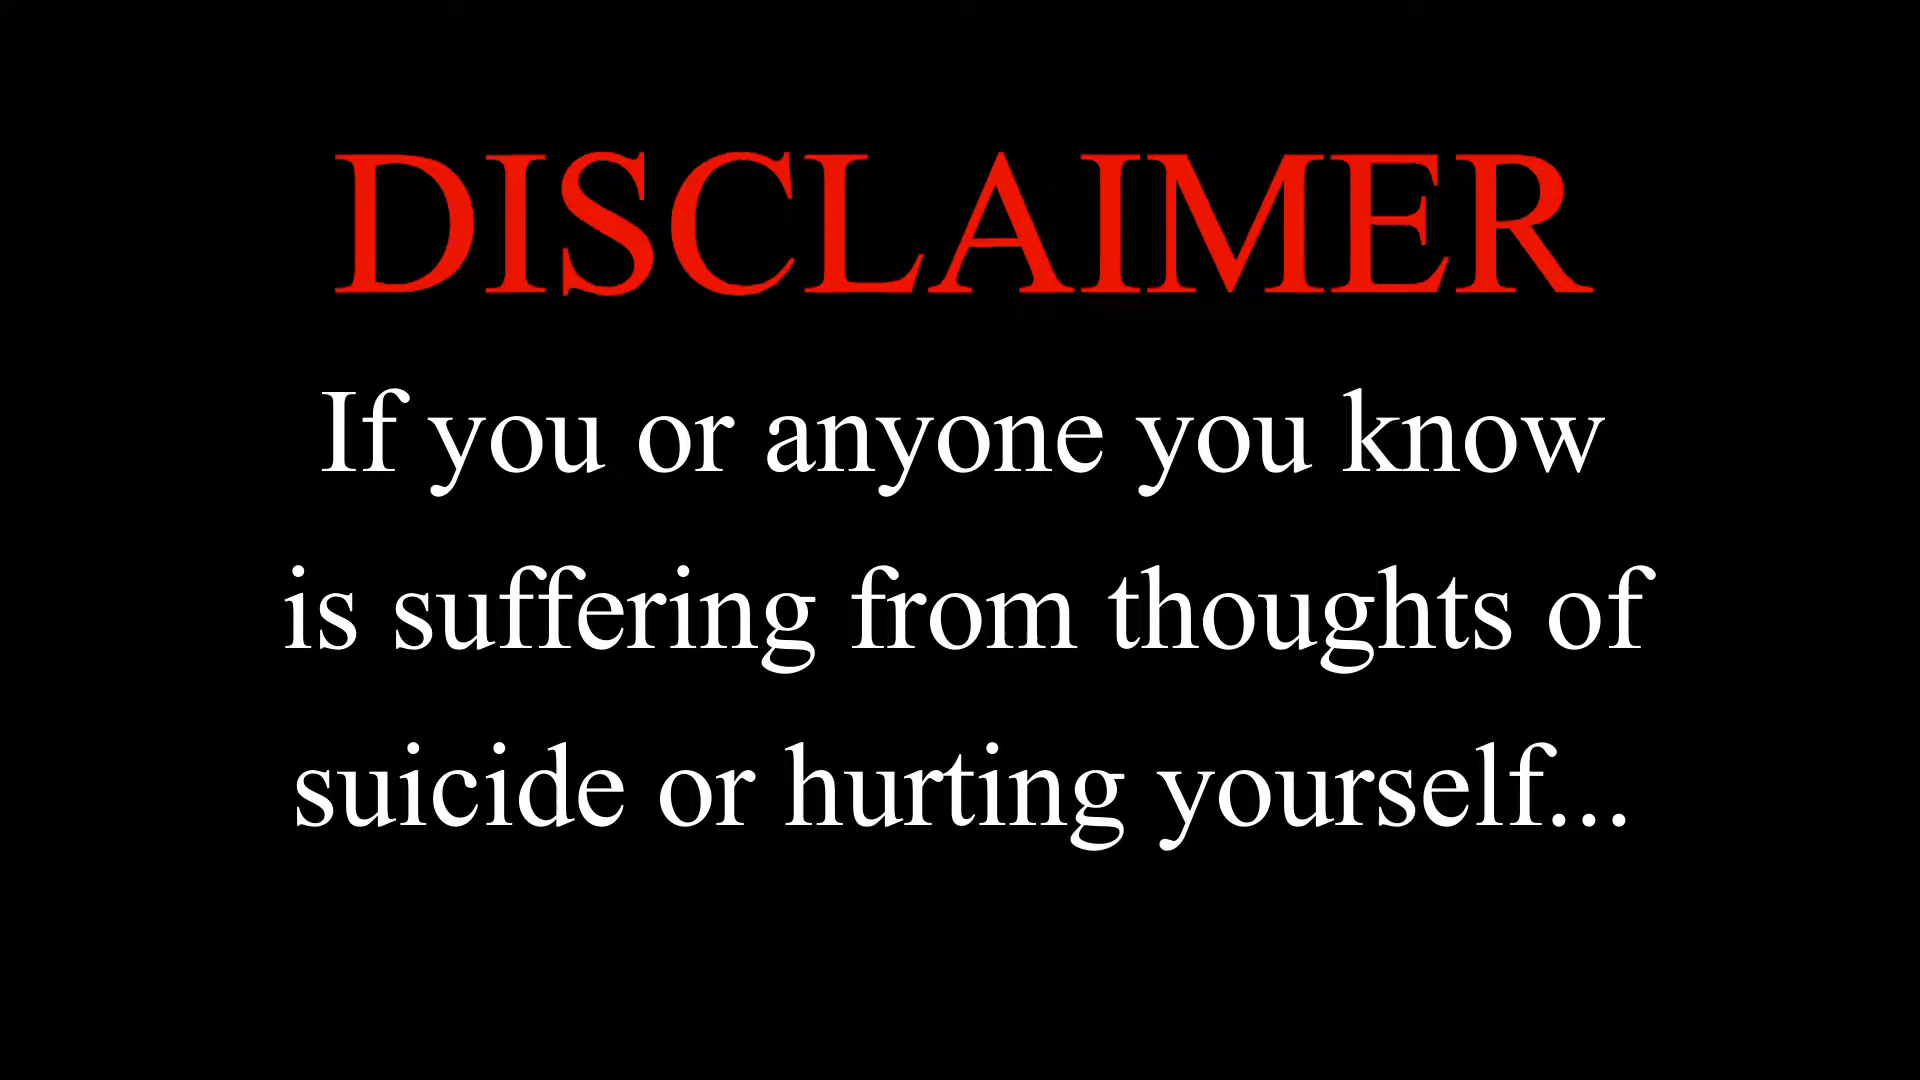 DISCLAIMER
If you or anyone you know
is suffering from thoughts of
suicide or hurting yourself...